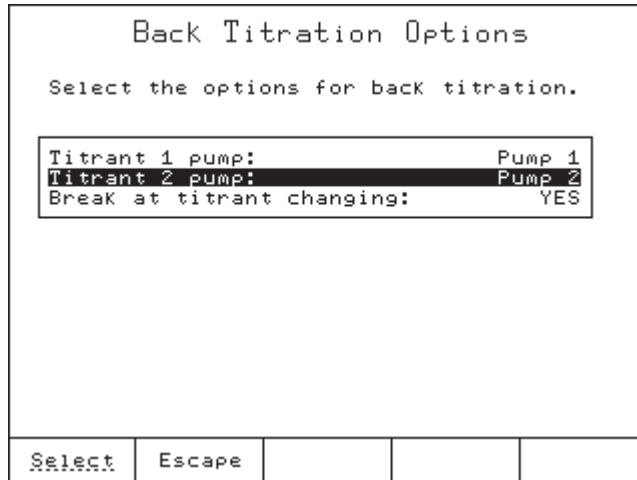 Back Titration Options
Select the options for back titration.
Titrant 1 pump: Pump 1
Titrant 2 pump: Pump 2
Break at titrant changing: YES
Select Escape